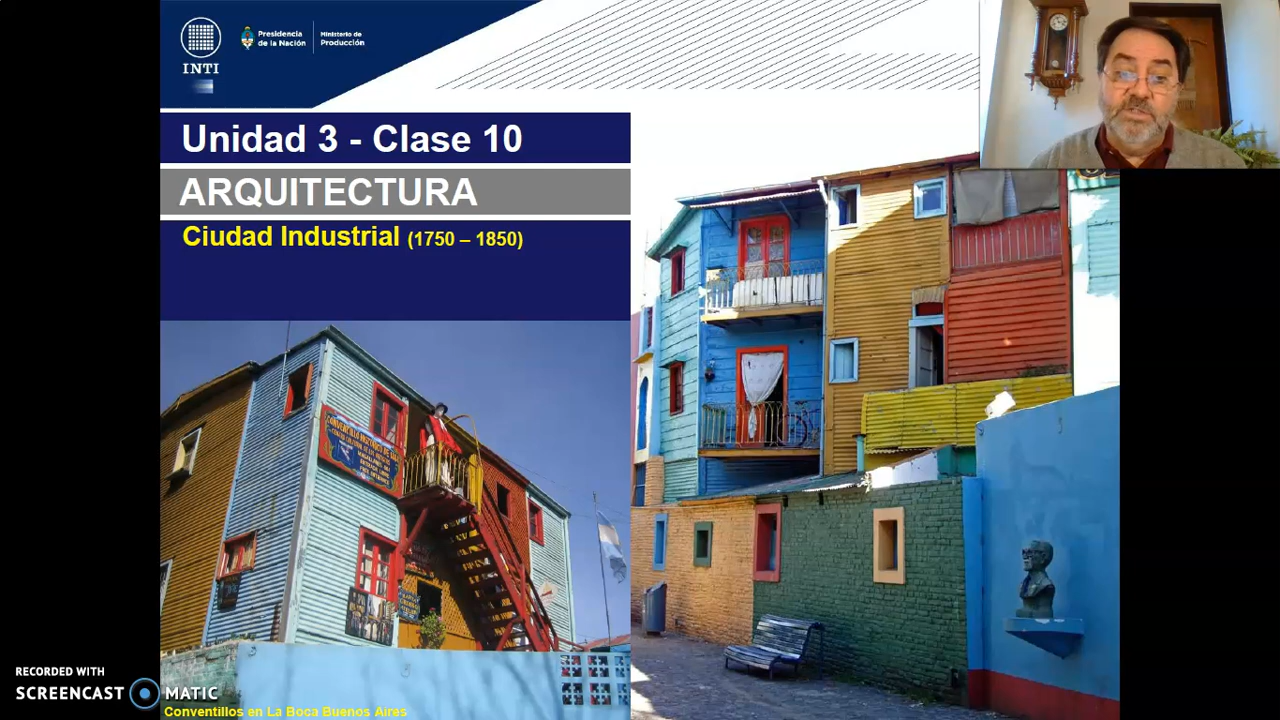 INTI
Presidencia
de la Nación
Ministerio de
Producción
Unidad 3 - Clase 10
ARQUITECTURA
Ciudad Industrial (1750 – 1850)
RECORDED WITH
SCREENCAST MATIC
Conventillos en La Boca Buenos Aires